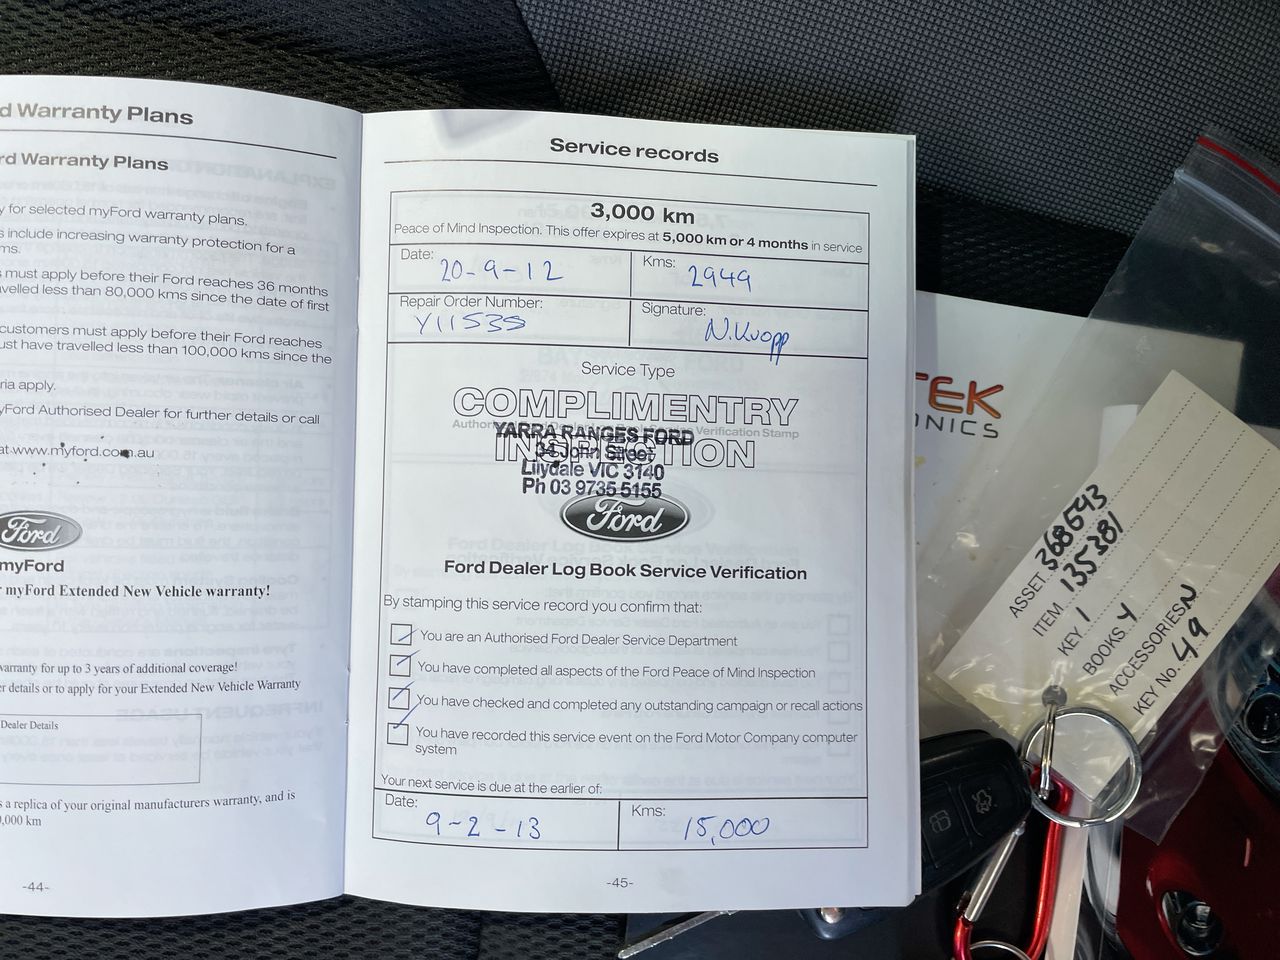 d Warranty Plans
rd Warranty Plans
y for selected myFord warranty plans.
s include increasing warranty protection for a
ms.
s must apply before their Ford reaches 36 months
velled less than 80,000 kms since the date of first
customers must apply before their Ford reaches
ust have travelled less than 100,000 kms since the
ria apply.
yFord Authorised Dealer for further details or call
at www.myford.com.au
Ford
myFord
r myFord Extended New Vehicle warranty!
warranty for up to 3 years of additional coverage!
er details or to apply for your Extended New Vehicle Warranty
Dealer Details
s a replica of your original manufacturers warranty, and is
0,000 km
-44-
Service records
3,000 km
Peace of Mind Inspection. This offer expires at 5,000 km or 4 months in service
Date: 20-9-12
Kms: 2949
Repair Order Number: Y11535
Signature: N.Kuopp
Service Type
COMPLIMENTRY
Authorised Dealer Service Verification Stamp
INSPECTION
YARRA RANGES FORD
John Street
Lilydale VIC 3140
Ph 03 9735 5155
Ford
Ford Dealer Log Book Service Verification
By stamping this service record you confirm that:
You are an Authorised Ford Dealer Service Department
You have completed all aspects of the Ford Peace of Mind Inspection
You have checked and completed any outstanding campaign or recall actions
You have recorded this service event on the Ford Motor Company computer
system
Your next service is due at the earlier of:
Date: 9-2-13
Kms: 15,000
-45-
TEK
ONICS
ASSET 368693
ITEM 135381
KEY 1
BOOKS Y
ACCESSORIES N
KEY No. 49